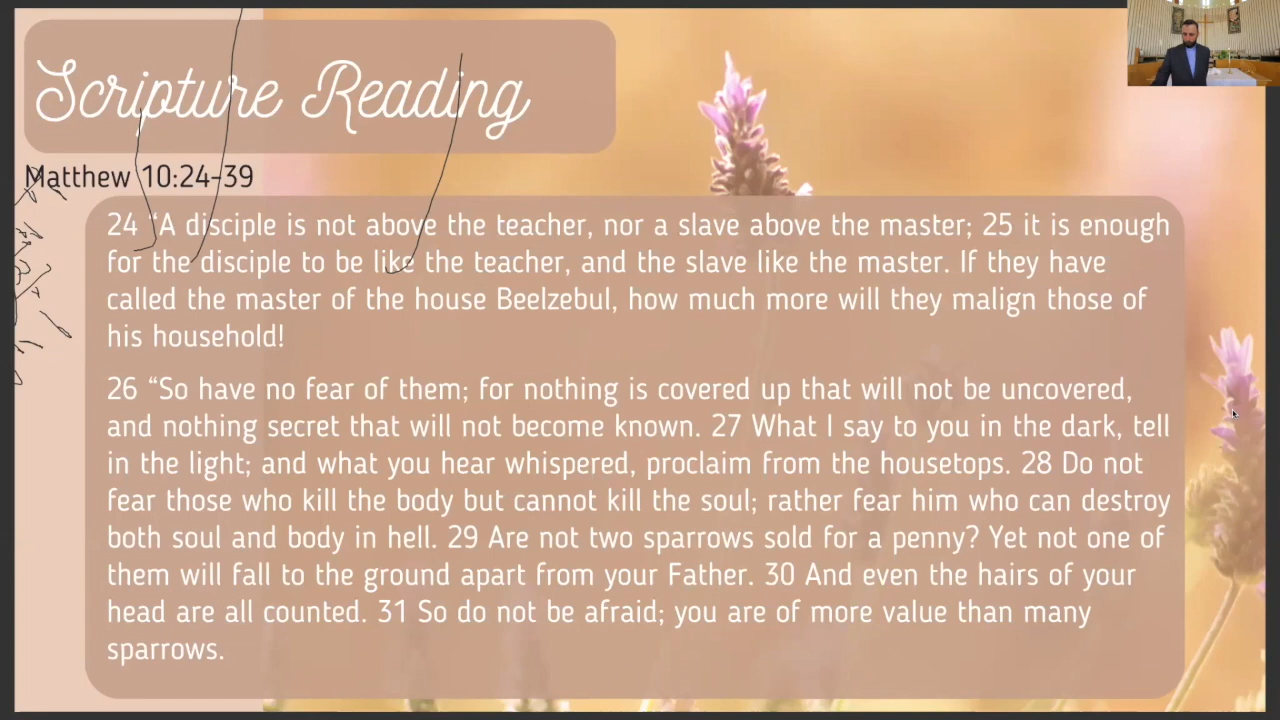 Scripture Reading
Matthew 10:24-39
24 “A disciple is not above the teacher, nor a slave above the master; 25 it is enough
for the disciple to be like the teacher, and the slave like the master. If they have
called the master of the house Beelzebul, how much more will they malign those of
his household!
26 “So have no fear of them; for nothing is covered up that will not be uncovered,
and nothing secret that will not become known. 27 What I say to you in the dark, tell
in the light; and what you hear whispered, proclaim from the housetops. 28 Do not
fear those who kill the body but cannot kill the soul; rather fear him who can destroy
both soul and body in hell. 29 Are not two sparrows sold for a penny? Yet not one of
them will fall to the ground apart from your Father. 30 And even the hairs of your
head are all counted. 31 So do not be afraid; you are of more value than many
sparrows.